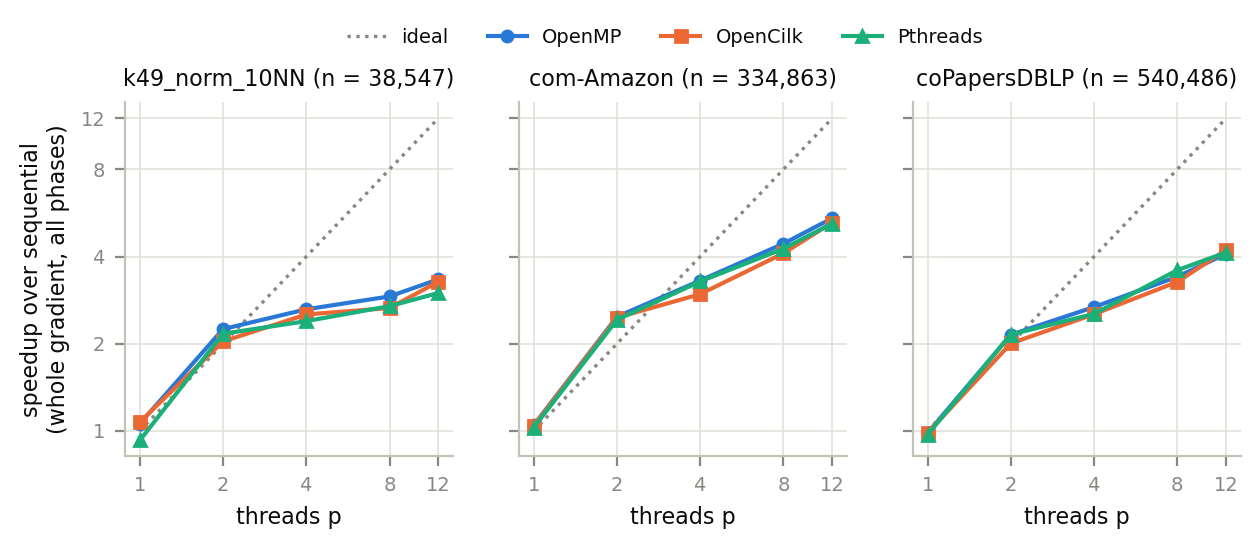 ideal OpenMP OpenCilk Pthreads
k49_norm_10NN (n = 38,547) com-Amazon (n = 334,863) coPapersDBLP (n = 540,486)
speedup over sequential
(whole gradient, all phases)
12
8
4
2
1
1 2 4 8 12 1 2 4 8 12 1 2 4 8 12
threads p threads p threads p